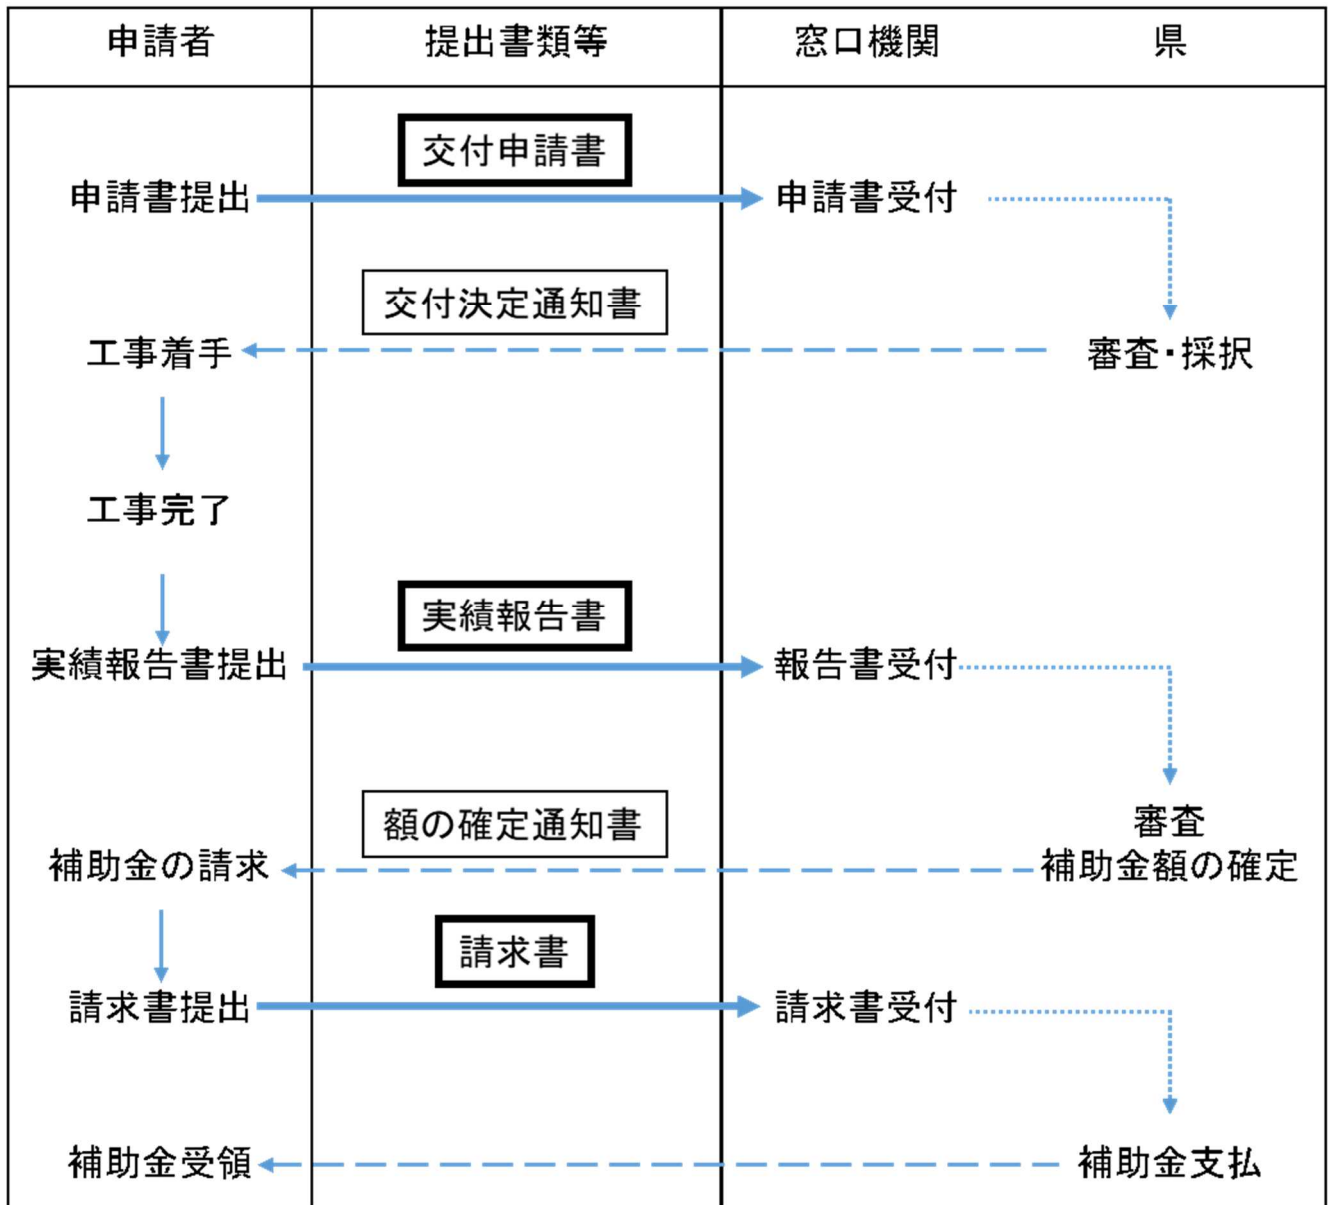 申請者
提出書類等
窓口機関
県
交付申請書
申請書提出
申請書受付
交付決定通知書
工事着手
審査・採択
工事完了
実績報告書
実績報告書提出
報告書受付
額の確定通知書
審査
補助金の請求
補助金額の確定
請求書
請求書提出
請求書受付
補助金受領
補助金支払